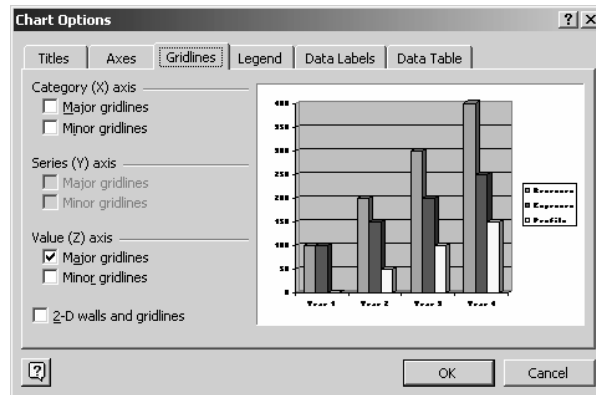 Chart Options
Titles Axes Gridlines Legend Data Labels Data Table
Category (X) axis
Major gridlines
Minor gridlines
Series (Y) axis
Major gridlines
Minor gridlines
Value (Z) axis
Major gridlines
Minor gridlines
2-D walls and gridlines
400
350
300
250
200
150
100
50
0
Year 1 Year 2 Year 3 Year 4
Revenues
Expenses
Profits
OK Cancel